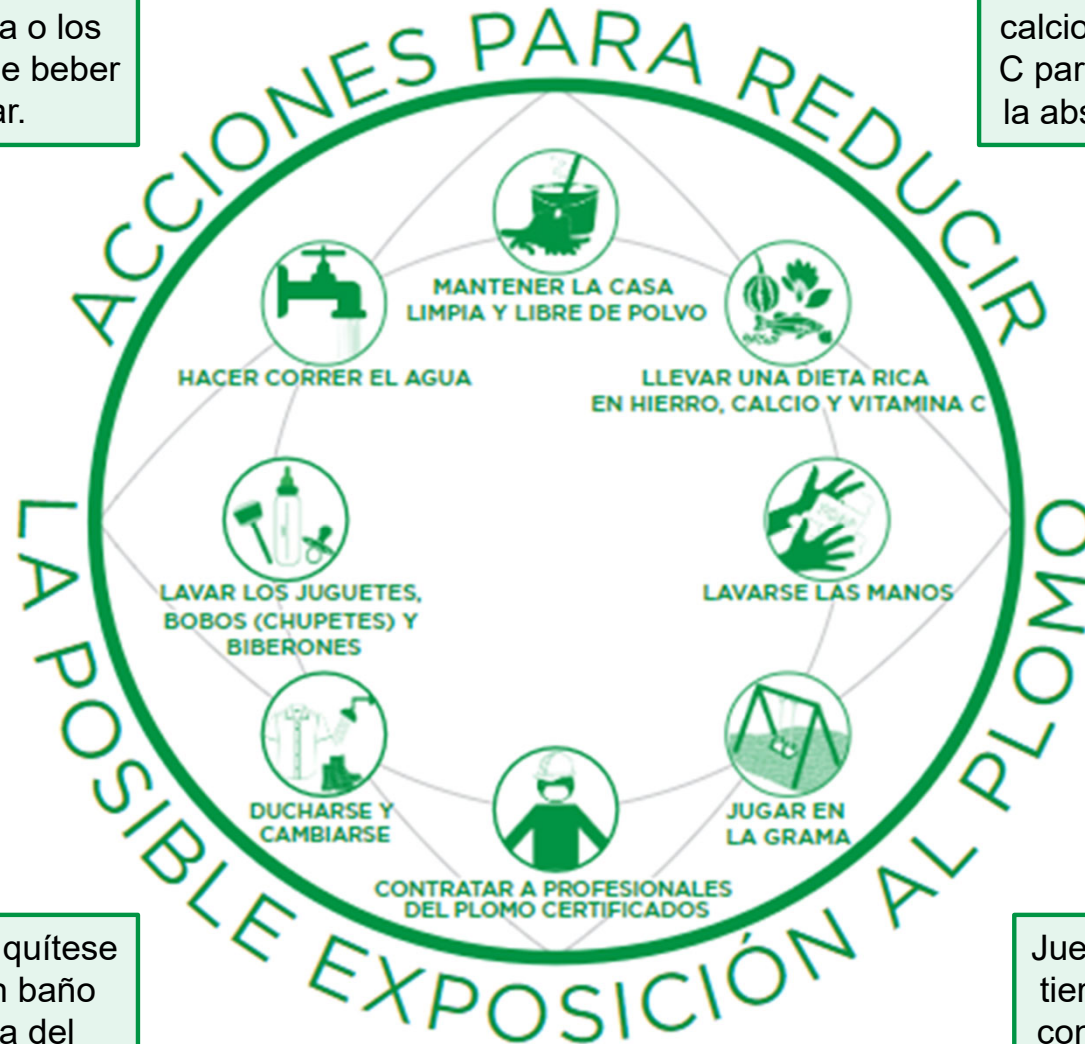 a o los
e beber
ar.
calcio
C par
la abs
ACCIONES PARA REDUCIR
LA POSIBLE EXPOSICIÓN AL PLOMO
MANTENER LA CASA
LIMPIA Y LIBRE DE POLVO
HACER CORRER EL AGUA
LLEVAR UNA DIETA RICA
EN HIERRO, CALCIO Y VITAMINA C
LAVAR LOS JUGUETES,
BOBOS (CHUPETES) Y
BIBERONES
LAVARSE LAS MANOS
DUCHARSE Y
CAMBIARSE
JUGAR EN
LA GRAMA
CONTRATAR A PROFESIONALES
DEL PLOMO CERTIFICADOS
quítese
n baño
a del
Jue
tier
con